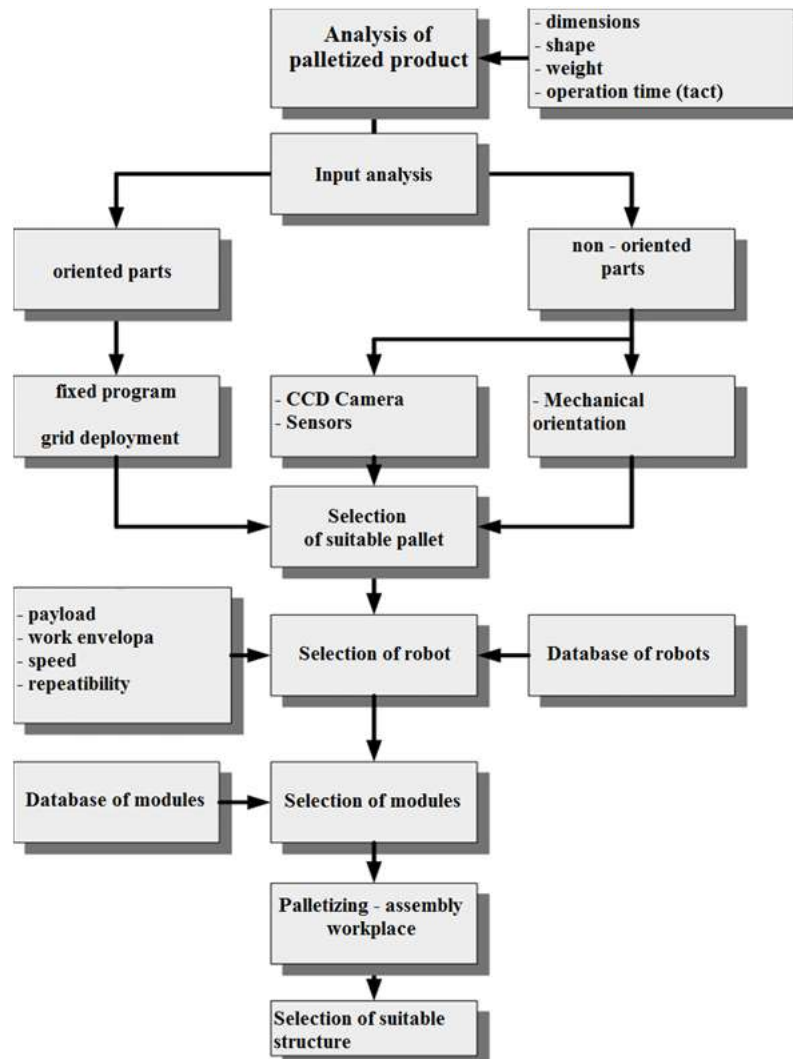 Analysis of
palletized product
- dimensions
- shape
- weight
- operation time (tact)
Input analysis
oriented parts
non - oriented
parts
fixed program
grid deployment
- CCD Camera
- Sensors
- Mechanical
orientation
Selection
of suitable pallet
- payload
- work envelopa
- speed
- repeatibility
Selection of robot
Database of robots
Database of modules
Selection of modules
Palletizing - assembly
workplace
Selection of suitable
structure